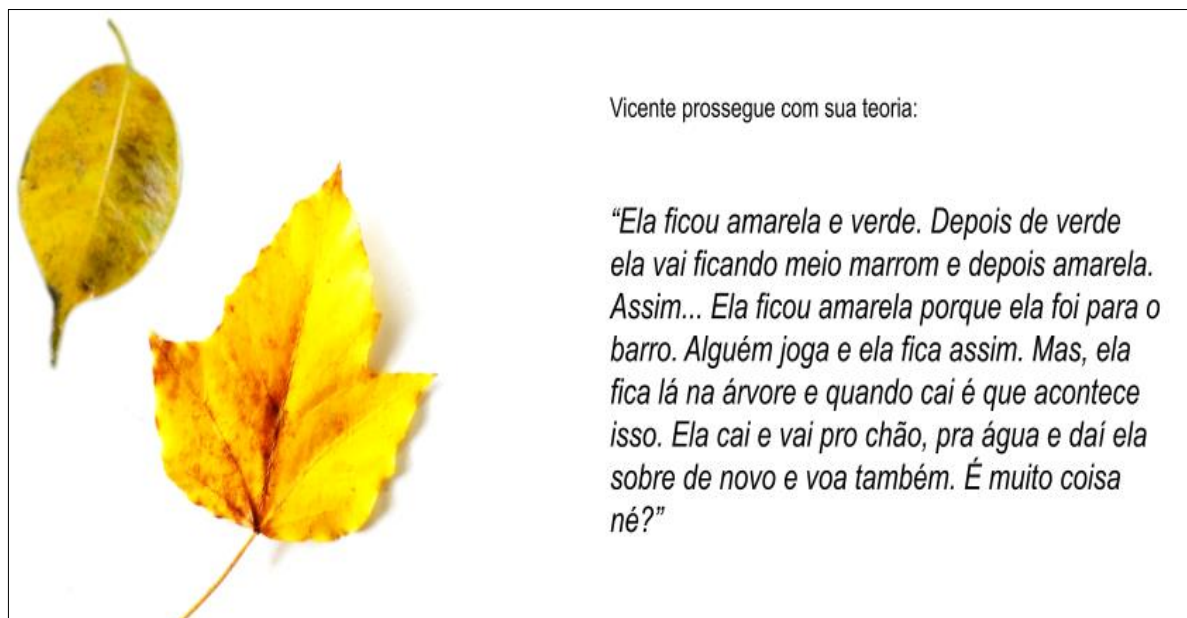 Vicente prossegue com sua teoria:
“Ela ficou amarela e verde. Depois de verde
ela vai ficando meio marrom e depois amarela.
Assim... Ela ficou amarela porque ela foi para o
barro. Alguém joga e ela fica assim. Mas, ela
fica lá na árvore e quando cai é que acontece
isso. Ela cai e vai pro chão, pra água e daí ela
sobre de novo e voa também. É muito coisa
né?”